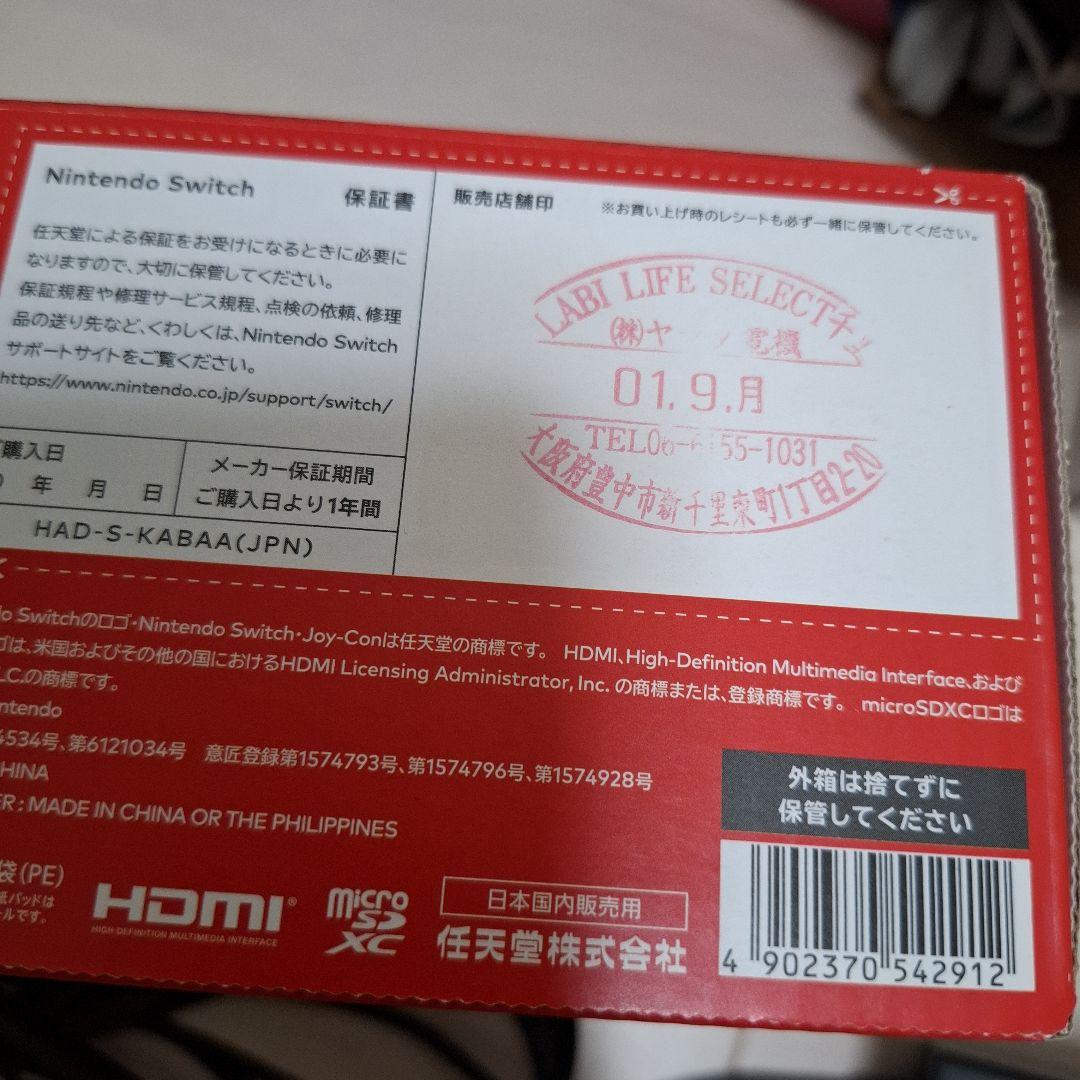 Nintendo Switch 保証書
任天堂による保証をお受けになるときに必要に
なりますので、大切に保管してください。
保証規程や修理サービス規程、点検の依頼、修理
品の送り先など、くわしくは、Nintendo Switch
サポートサイトをご覧ください。
https://www.nintendo.co.jp/support/switch/
ご購入日
年 月 日
メーカー保証期間
ご購入日より1年間
HAD-S-KABAA(JPN)
販売店舗印
※お買い上げ時のレシートも必ず一緒に保管してください。
LABI LIFE SELECT千
(株)ヤ 電機
01.9.月
TEL06- 55-1031
大阪府豊中市新千里東町1丁目2-20
Switchのロゴ・Nintendo Switch・Joy-Conは任天堂の商標です。 HDMI、High-Definition Multimedia Interface、および
は、米国およびその他の国におけるHDMI Licensing Administrator, Inc. の商標または、登録商標です。 microSDXCロゴは
の商標です。
4534号、第6121034号 意匠登録第1574793号、第1574796号、第1574928号
: MADE IN CHINA OR THE PHILIPPINES
袋(PE)
HDMI®
HIGH-DEFINITION MULTIMEDIA INTERFACE
micro
SD
XC
日本国内販売用
任天堂株式会社
外箱は捨てずに
保管してください
4 902370 542912